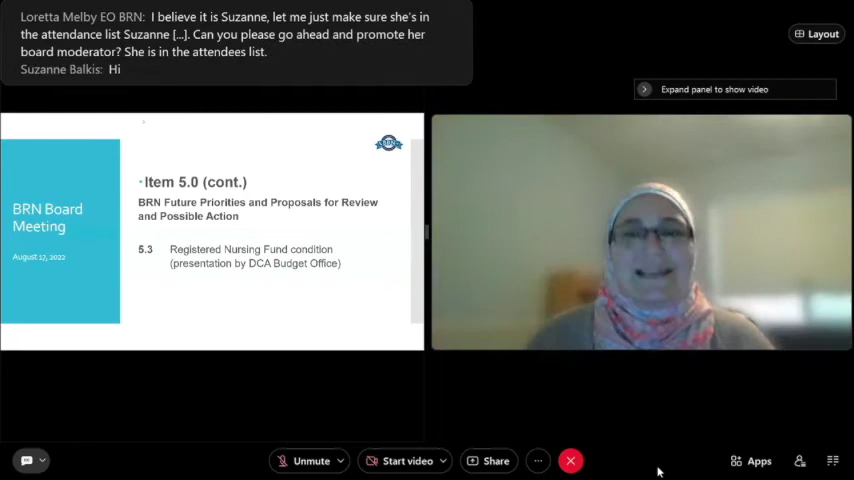 Loretta Melby EO BRN: I believe it is Suzanne, let me just make sure she's in
the attendance list Suzanne [...]. Can you please go ahead and promote her
board moderator? She is in the attendees list.
Suzanne Balkis: Hi
Layout
Expand panel to show video
BRN
BRN Board
Meeting
August 17, 2022
•Item 5.0 (cont.)
BRN Future Priorities and Proposals for Review
and Possible Action
5.3 Registered Nursing Fund condition
(presentation by DCA Budget Office)
Unmute
Start video
Share
Apps